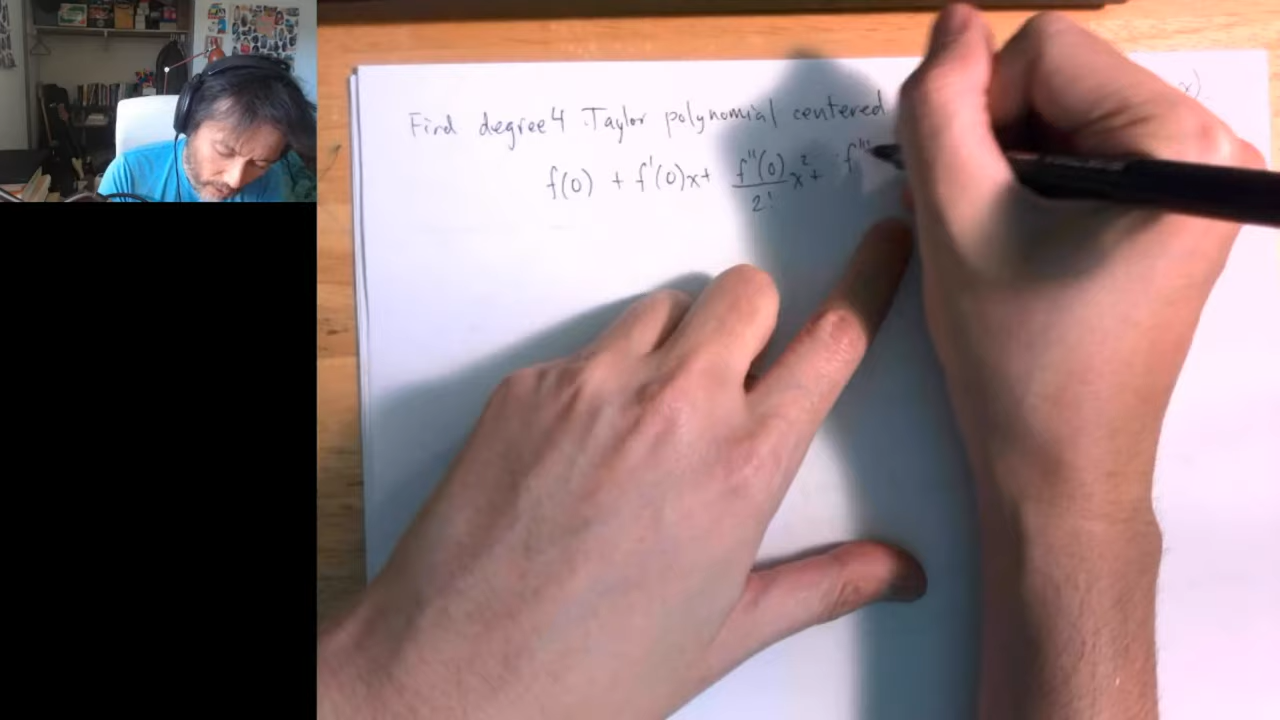 Find degree 4 Taylor polynomial centered x)
f(0) + f'(0)x + f''(0)/2! x² + f'''